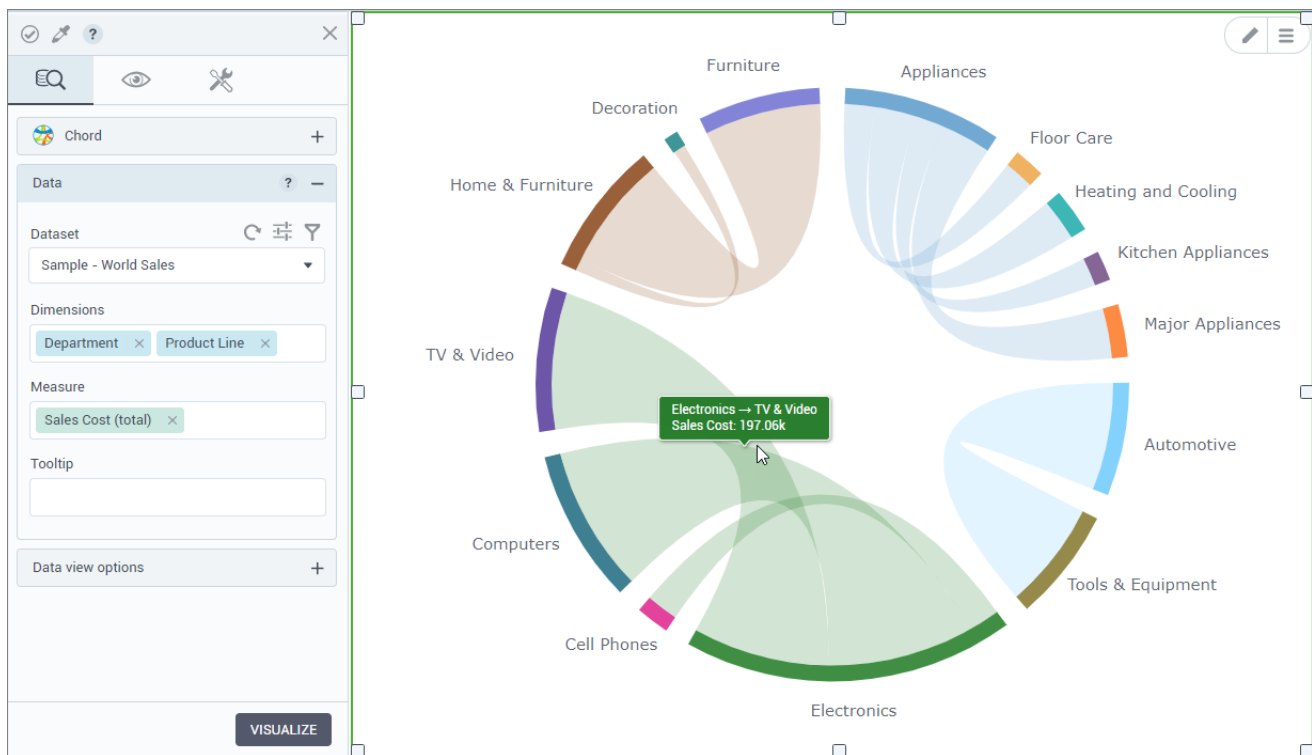 ?
Chord
Data
?
Dataset
Sample - World Sales
Dimensions
Department
Product Line
Measure
Sales Cost (total)
Tooltip
Data view options
VISUALIZE
Furniture
Appliances
Decoration
Floor Care
Home & Furniture
Heating and Cooling
Kitchen Appliances
Major Appliances
TV & Video
Electronics → TV & Video
Sales Cost: 197.06k
Automotive
Computers
Tools & Equipment
Cell Phones
Electronics